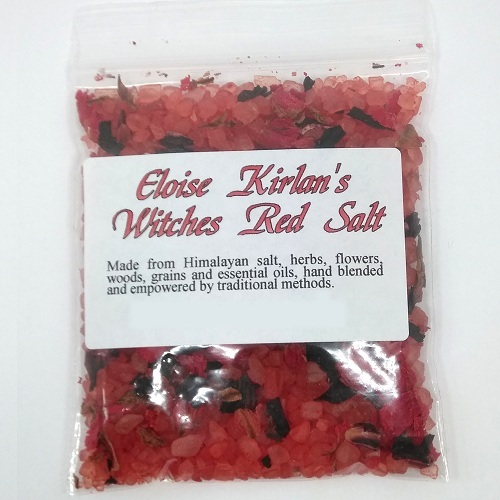 Eloise Kirlan's
Witches Red Salt
Made from Himalayan salt, herbs, flowers,
woods, grains and essential oils, hand blended
and empowered by traditional methods.